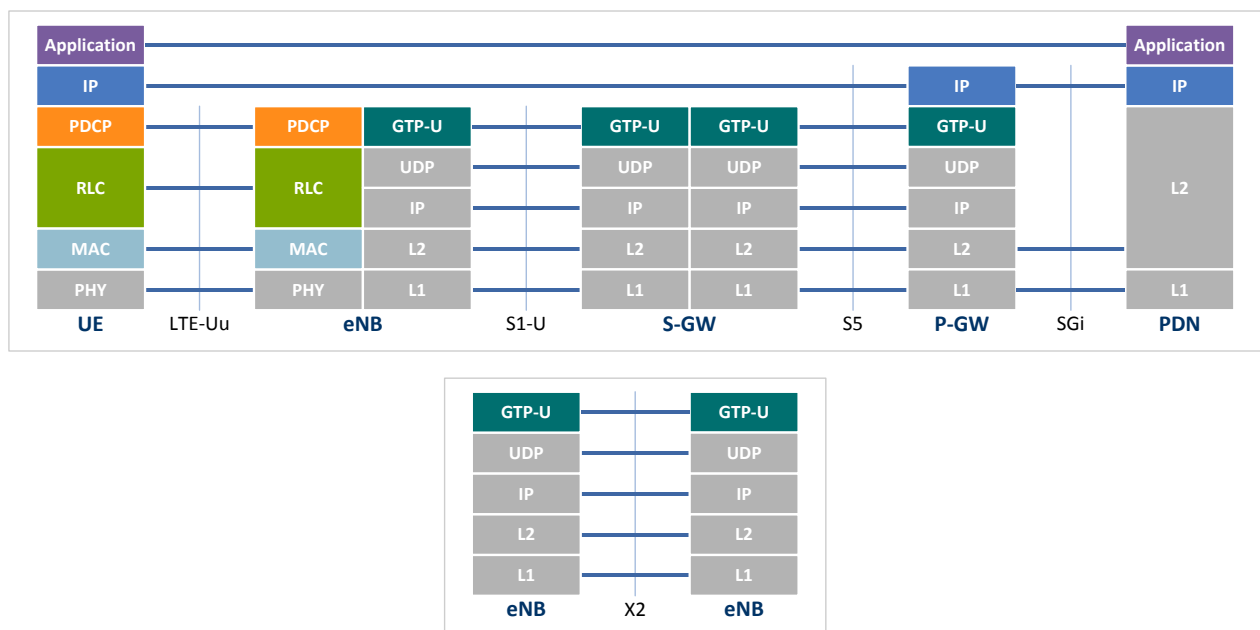 Application Application
IP IP IP
PDCP PDCP GTP-U GTP-U GTP-U GTP-U
UDP UDP UDP UDP
RLC RLC L2
IP IP IP IP
MAC MAC L2 L2 L2 L2
PHY PHY L1 L1 L1 L1 L1
UE LTE-Uu eNB S1-U S-GW S5 P-GW SGi PDN
GTP-U GTP-U
UDP UDP
IP IP
L2 L2
L1 L1
eNB X2 eNB